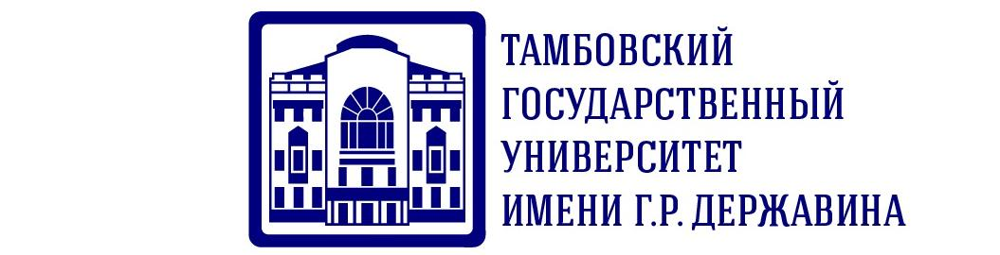 ТАМБОВСКИЙ
ГОСУДАРСТВЕННЫЙ
УНИВЕРСИТЕТ
ИМЕНИ Г.Р. ДЕРЖАВИНА